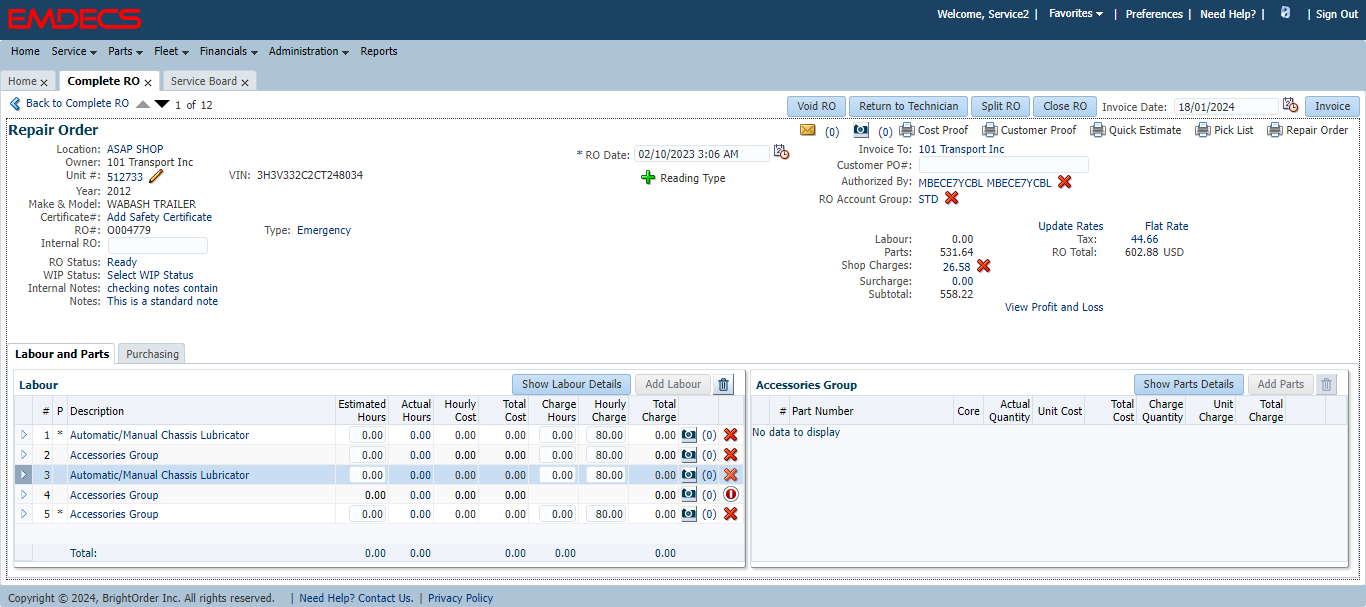 EMDECS
Welcome, Service2 | Favorites | Preferences | Need Help? | | Sign Out
Home Service Parts Fleet Financials Administration Reports
Home x Complete RO x Service Board x
Back to Complete RO 1 of 12 Void RO Return to Technician Split RO Close RO Invoice Date: 18/01/2024 Invoice
Repair Order (0) (0) Cost Proof Customer Proof Quick Estimate Pick List Repair Order
Location: ASAP SHOP * RO Date: 02/10/2023 3:06 AM Invoice To: 101 Transport Inc
Owner: 101 Transport Inc Customer PO#:
Unit #: 512733 VIN: 3H3V332C2CT248034 Reading Type Authorized By: MBECE7YCBL MBECE7YCBL
Year: 2012
Make & Model: WABASH TRAILER RO Account Group: STD
Certificate#: Add Safety Certificate
RO#: O004779 Type: Emergency Update Rates Flat Rate
Internal RO: Labour: 0.00 Tax: 44.66
Parts: 531.64 RO Total: 602.88 USD
RO Status: Ready Shop Charges: 26.58
WIP Status: Select WIP Status
Internal Notes: checking notes contain Surcharge: 0.00
Notes: This is a standard note Subtotal: 558.22
View Profit and Loss
Labour and Parts Purchasing
Labour Show Labour Details Add Labour
# P Description Estimated Hours Actual Hours Hourly Cost Total Cost Charge Hours Hourly Charge Total Charge
1 * Automatic/Manual Chassis Lubricator 0.00 0.00 0.00 0.00 0.00 80.00 0.00 (0)
2 Accessories Group 0.00 0.00 0.00 0.00 0.00 80.00 0.00 (0)
3 Automatic/Manual Chassis Lubricator 0.00 0.00 0.00 0.00 0.00 80.00 0.00 (0)
4 Accessories Group 0.00 0.00 0.00 0.00 0.00 (0)
5 * Accessories Group 0.00 0.00 0.00 0.00 0.00 80.00 0.00 (0)
Total: 0.00 0.00 0.00 0.00 0.00
Accessories Group Show Parts Details Add Parts
# Part Number Core Actual Quantity Unit Cost Total Cost Charge Quantity Unit Charge Total Charge
No data to display
Copyright © 2024, BrightOrder Inc. All rights reserved. | Need Help? Contact Us. | Privacy Policy